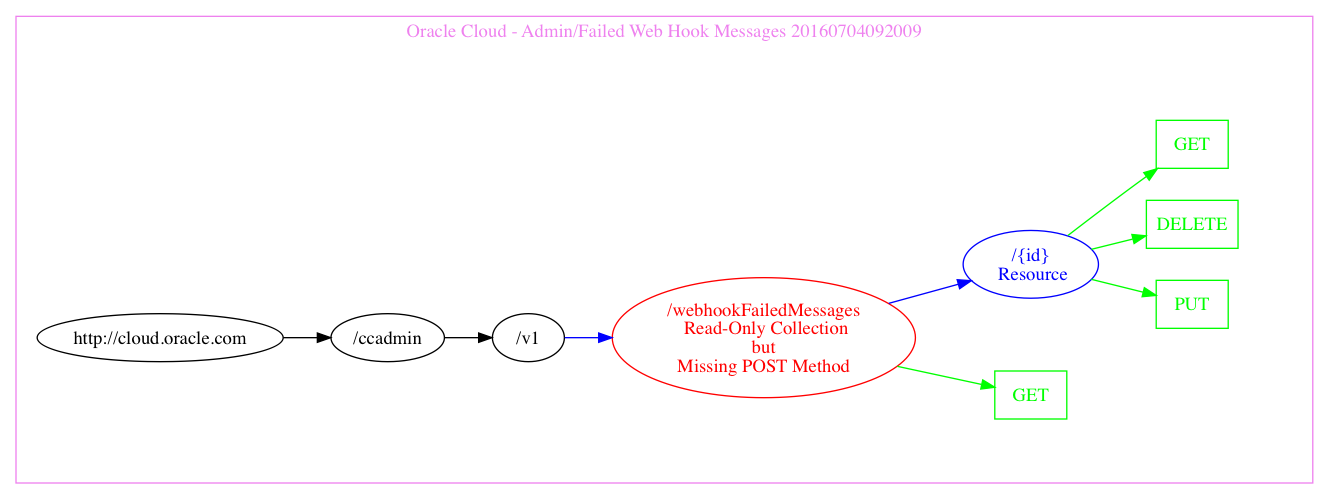 Oracle Cloud - Admin/Failed Web Hook Messages 20160704092009
http://cloud.oracle.com
/ccadmin
/v1
/webhookFailedMessages
Read-Only Collection
but
Missing POST Method
/{id}
Resource
GET
DELETE
PUT
GET